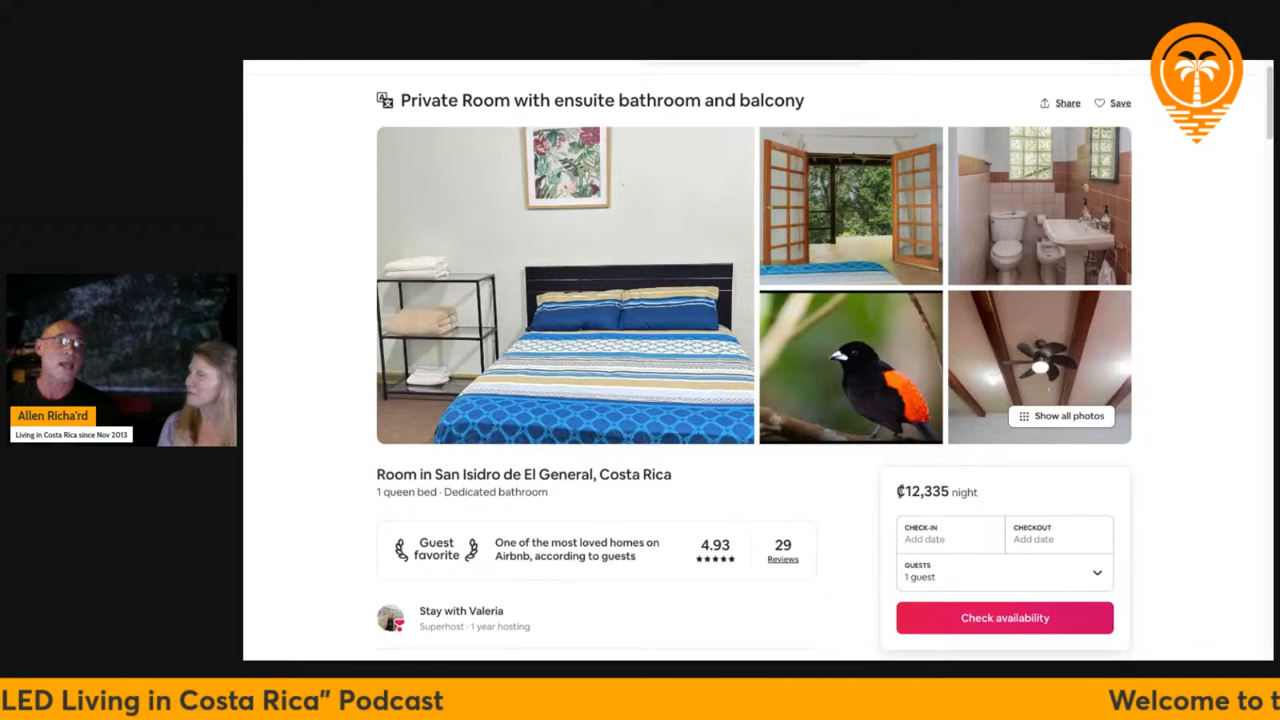 Private Room with ensuite bathroom and balcony
Share
Save
Show all photos
Allen Richa'rd
Living in Costa Rica since Nov 2013
Room in San Isidro de El General, Costa Rica
1 queen bed · Dedicated bathroom
Guest
favorite
One of the most loved homes on
Airbnb, according to guests
4.93
29
Reviews
Stay with Valeria
Superhost · 1 year hosting
₡12,335 night
CHECK-IN
Add date
CHECKOUT
Add date
GUESTS
1 guest
Check availability
LED Living in Costa Rica" Podcast
Welcome to t